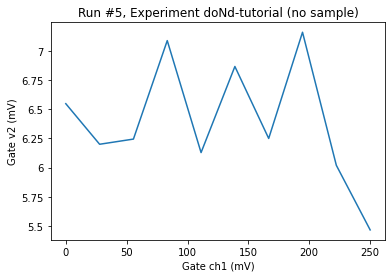 Run #5, Experiment doNd-tutorial (no sample)
Gate v2 (mV)
7
6.75
6.5
6.25
6
5.75
5.5
0 50 100 150 200 250
Gate ch1 (mV)